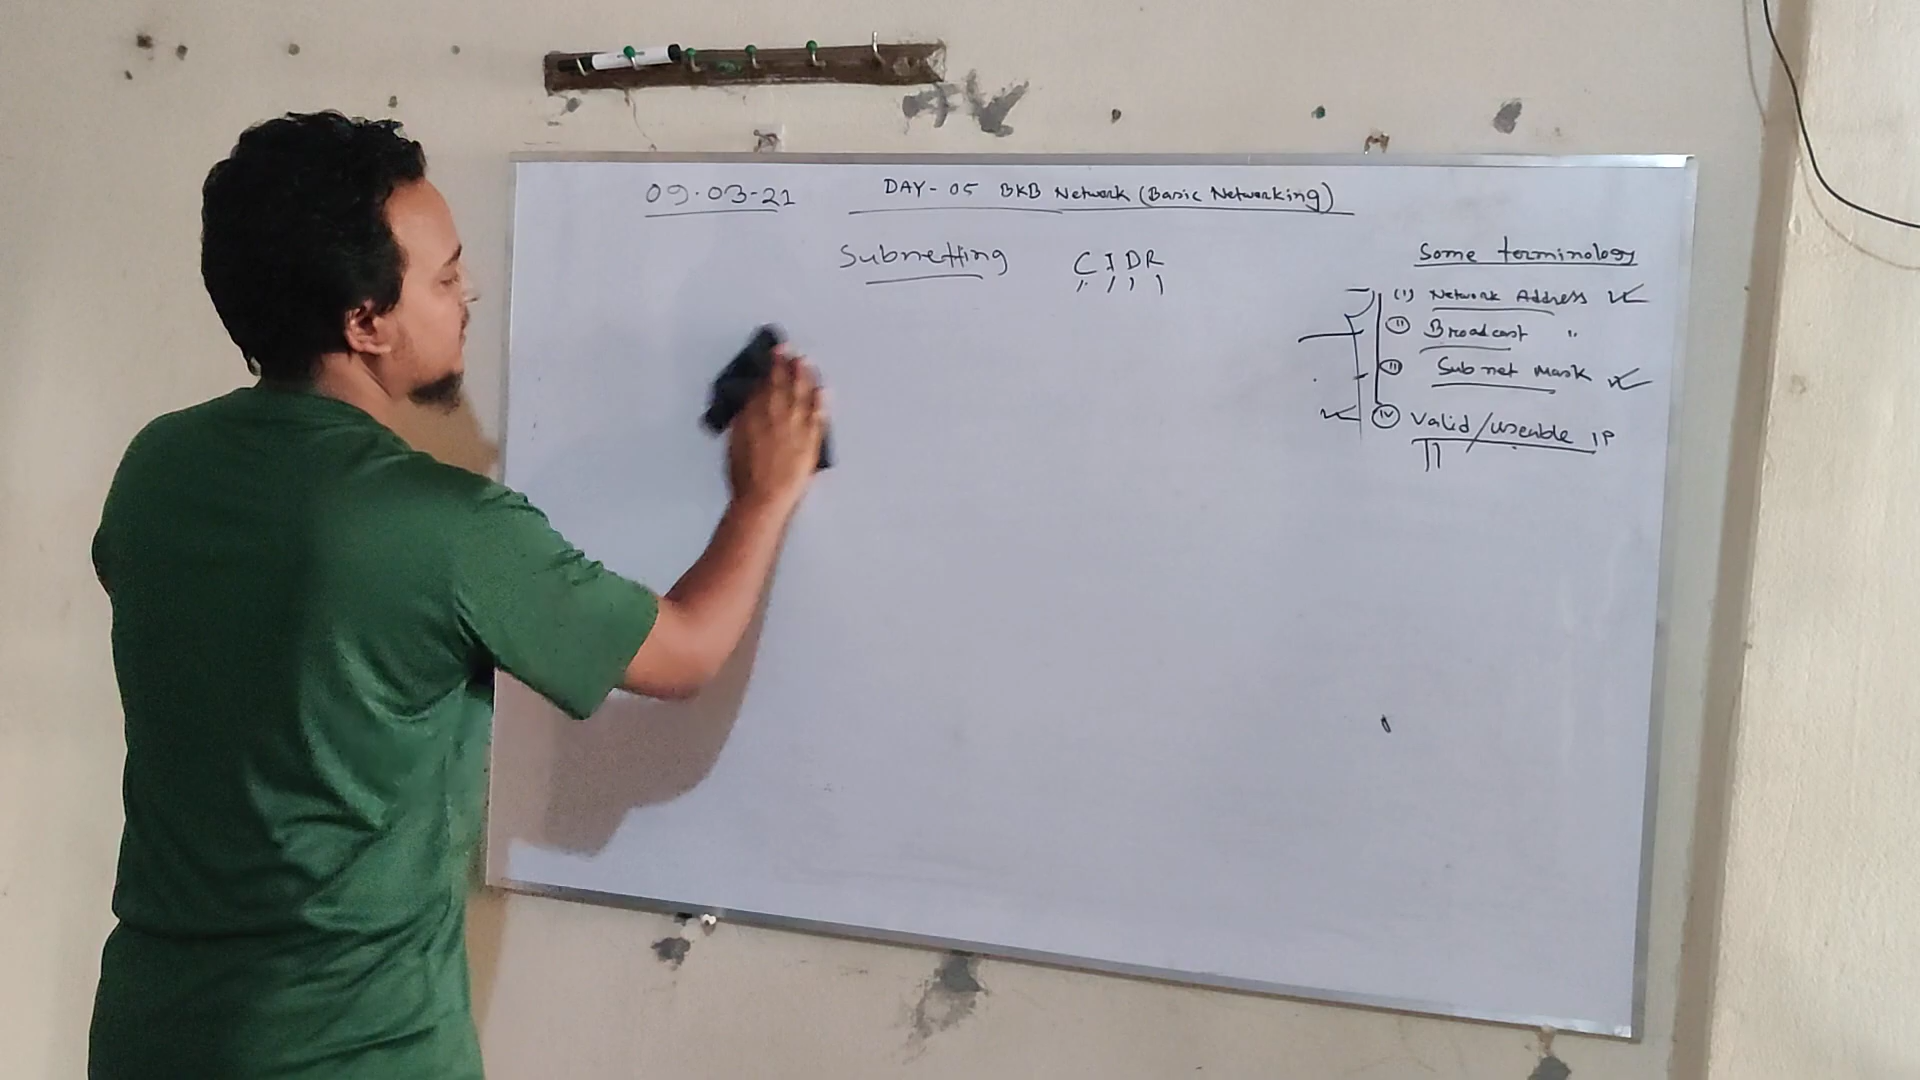 09.03-21
DAY-05 BKB Network (Basic Networking)
Subnetting
CIDR
Some terminology
(i) Network Address
(ii) Broadcast "
(ii) Subnet Mask
(iv) Valid/useable IP